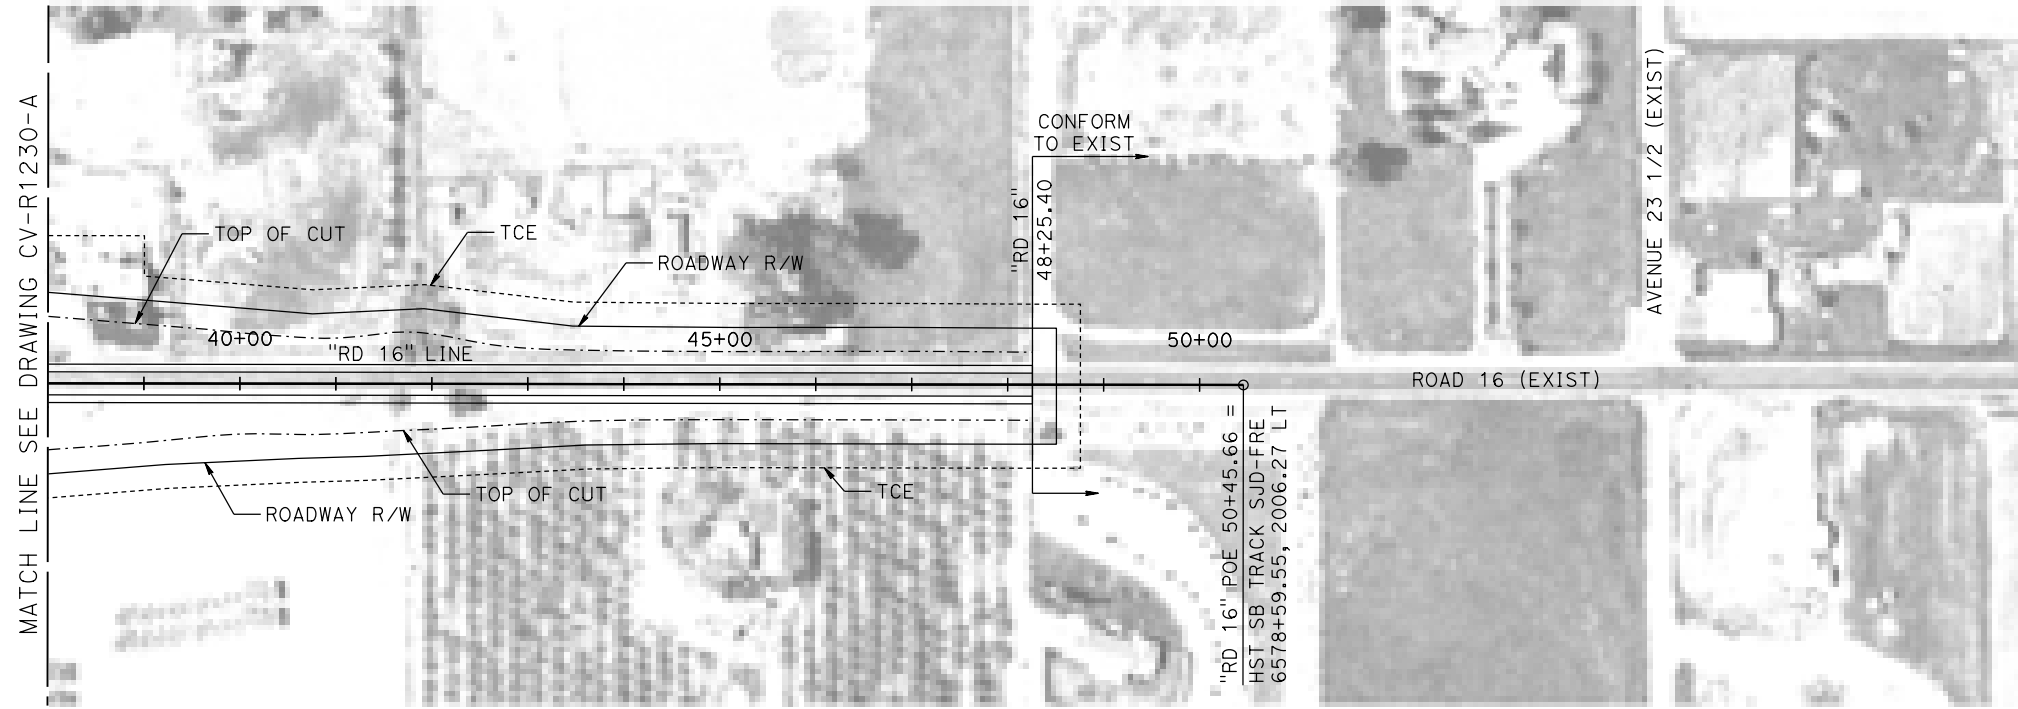 MATCH LINE SEE DRAWING CV-R1230-A
TOP OF CUT
TCE
ROADWAY R/W
CONFORM
TO EXIST
"RD 16"
48+25.40
AVENUE 23 1/2 (EXIST)
40+00
45+00
50+00
"RD 16" LINE
ROAD 16 (EXIST)
TOP OF CUT
TCE
ROADWAY R/W
"RD 16" POE 50+45.66 =
HST SB TRACK SJD-FRE
6578+59.55, 2006.27 LT